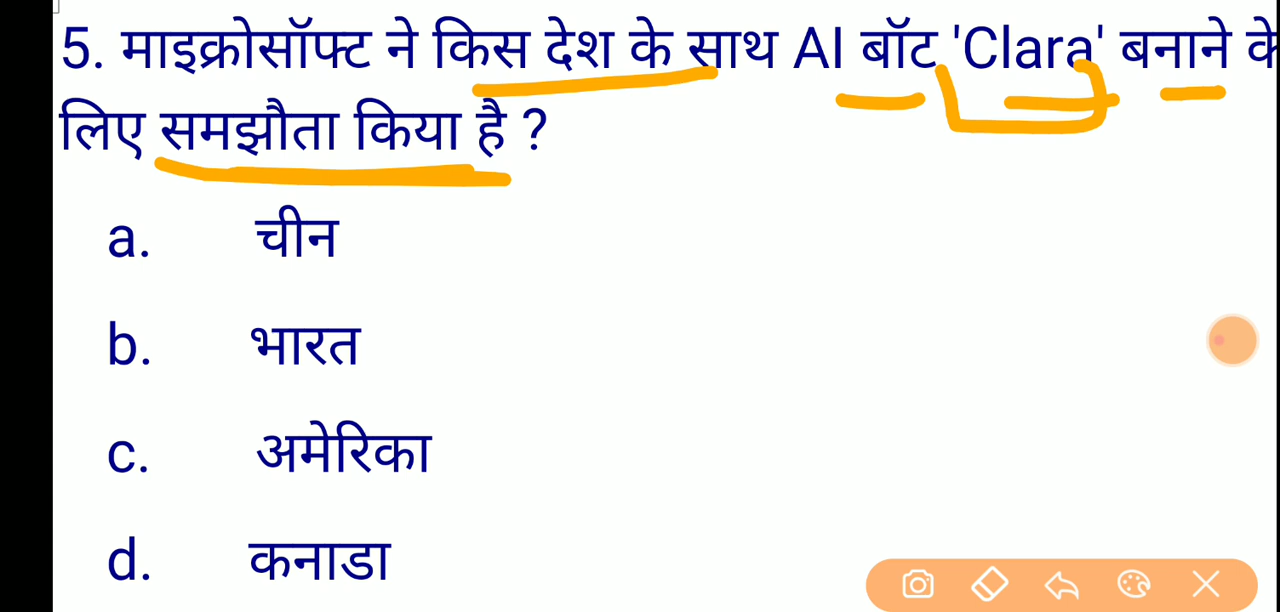 5. माइक्रोसॉफ्ट ने किस देश के साथ AI बॉट 'Clara' बनाने के
लिए समझौता किया है ?
a. चीन
b. भारत
c. अमेरिका
d. कनाडा